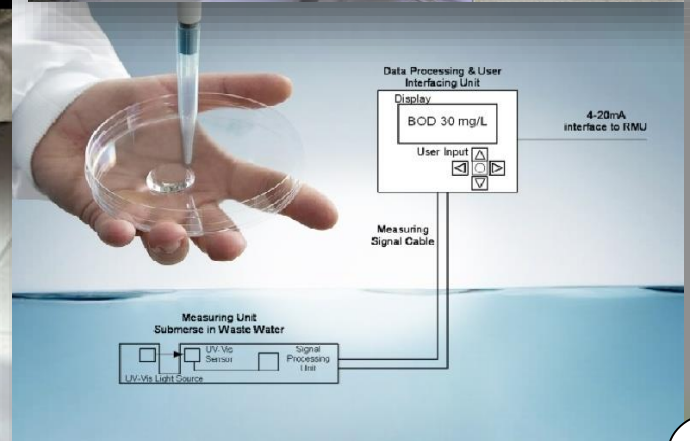 Data Processing & User
Interfacing Unit
Display
BOD 30 mg/L
User Input
4-20mA
interface to RMU
Measuring
Signal Cable
Measuring Unit
Submerse in Waste Water
UV-Vis
Sensor
Signal
Processing
Unit
UV-Vis Light Source